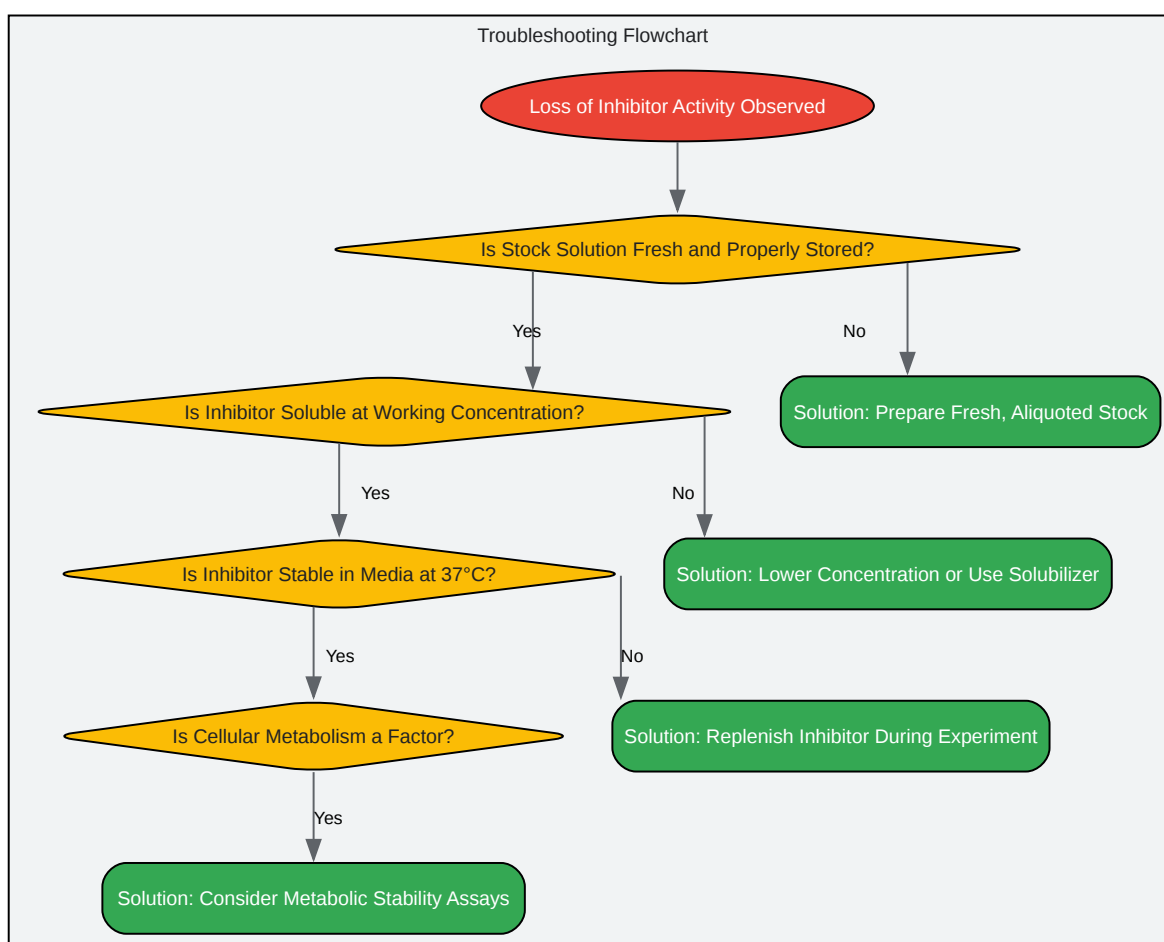 Troubleshooting Flowchart
Loss of Inhibitor Activity Observed
Is Stock Solution Fresh and Properly Stored?
Yes
No
Is Inhibitor Soluble at Working Concentration?
Solution: Prepare Fresh, Aliquoted Stock
Yes
No
Is Inhibitor Stable in Media at 37°C?
Solution: Lower Concentration or Use Solubilizer
Yes
No
Is Cellular Metabolism a Factor?
Solution: Replenish Inhibitor During Experiment
Yes
Solution: Consider Metabolic Stability Assays